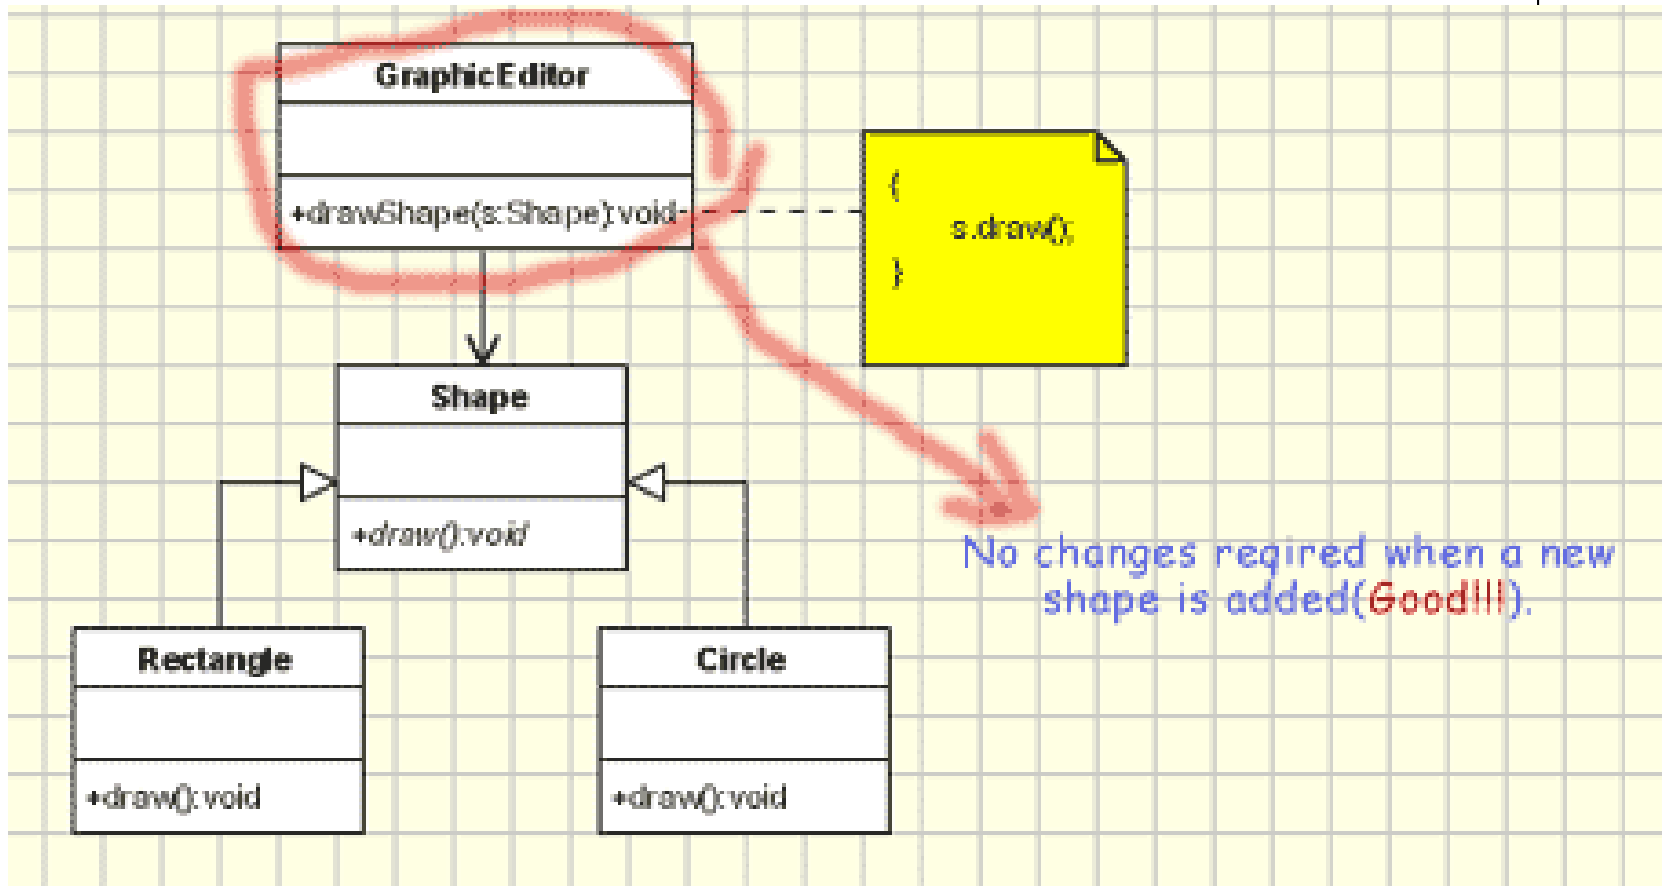 GraphicEditor
+drawShape(s:Shape):void
{
s.draw();
}
Shape
+draw():void
No changes reqired when a new
shape is added(Good!!!).
Rectangle
+draw():void
Circle
+draw():void